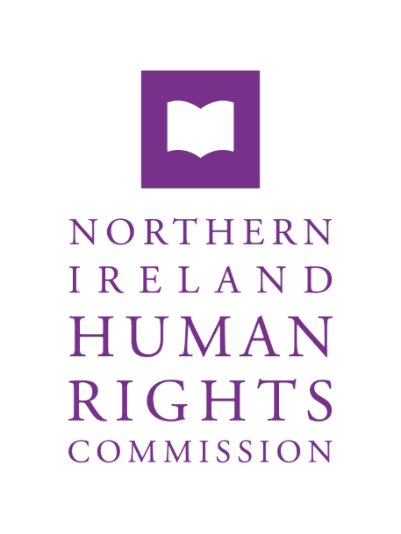 NORTHERN
IRELAND
HUMAN
RIGHTS
COMMISSION